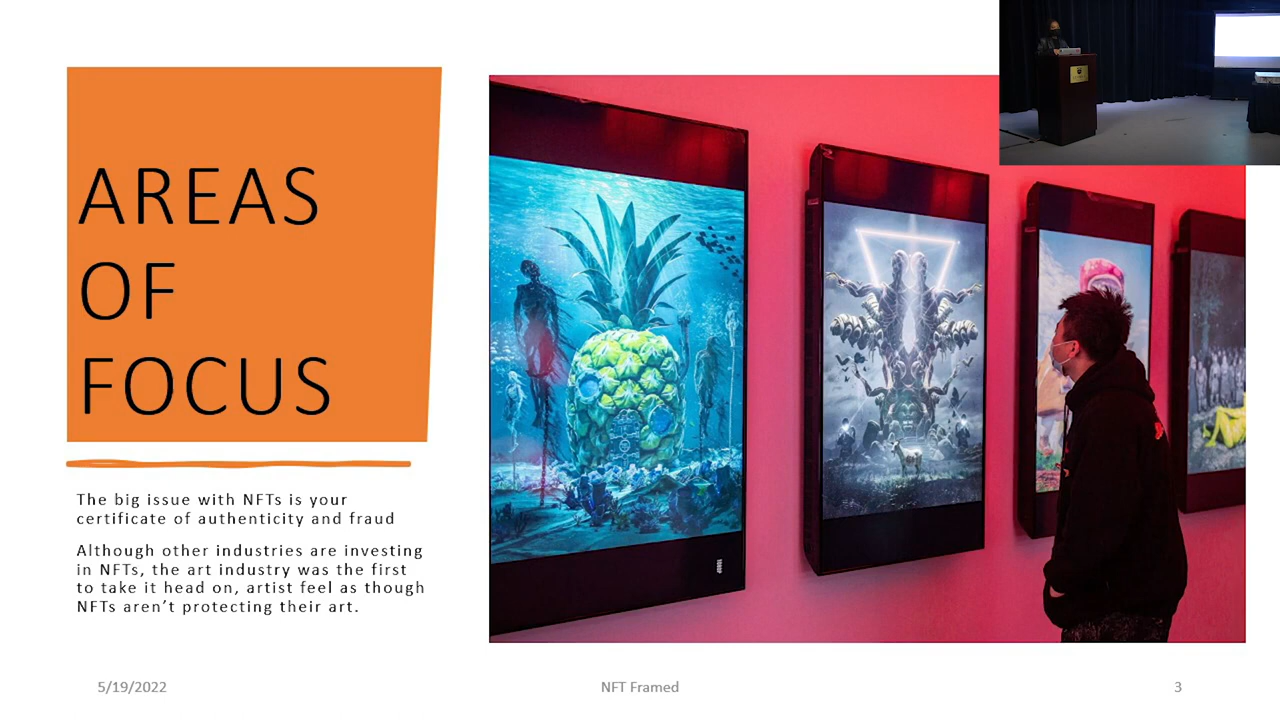 AREAS
OF
FOCUS
The big issue with NFTs is your
certificate of authenticity and fraud
Although other industries are investing
in NFTs, the art industry was the first
to take it head on, artist feel as though
NFTs aren't protecting their art.
5/19/2022
NFT Framed
3